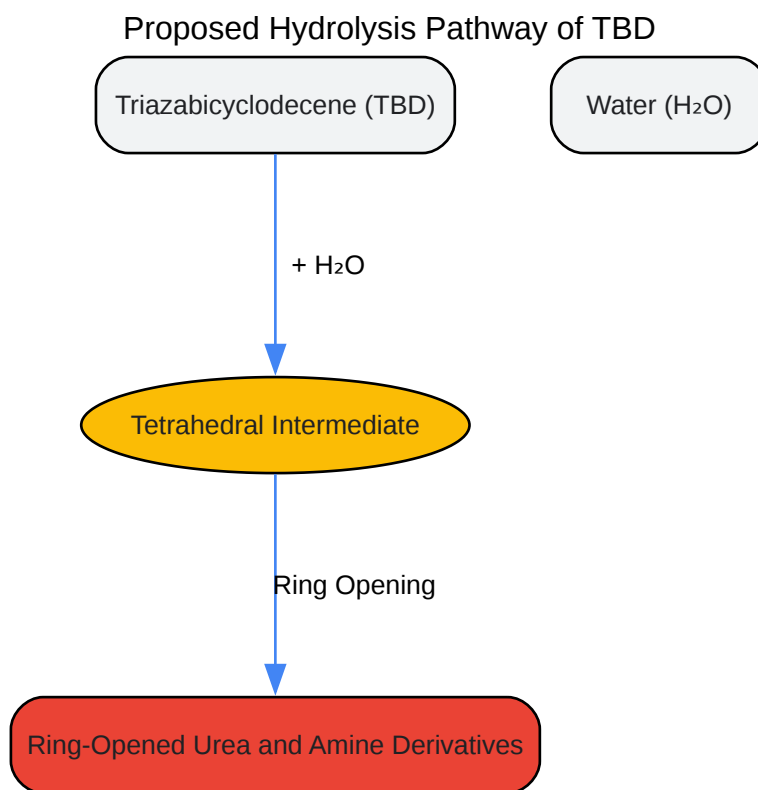 Proposed Hydrolysis Pathway of TBD
Triazabicyclodecene (TBD)
Water (H₂O)
+ H₂O
Tetrahedral Intermediate
Ring Opening
Ring-Opened Urea and Amine Derivatives